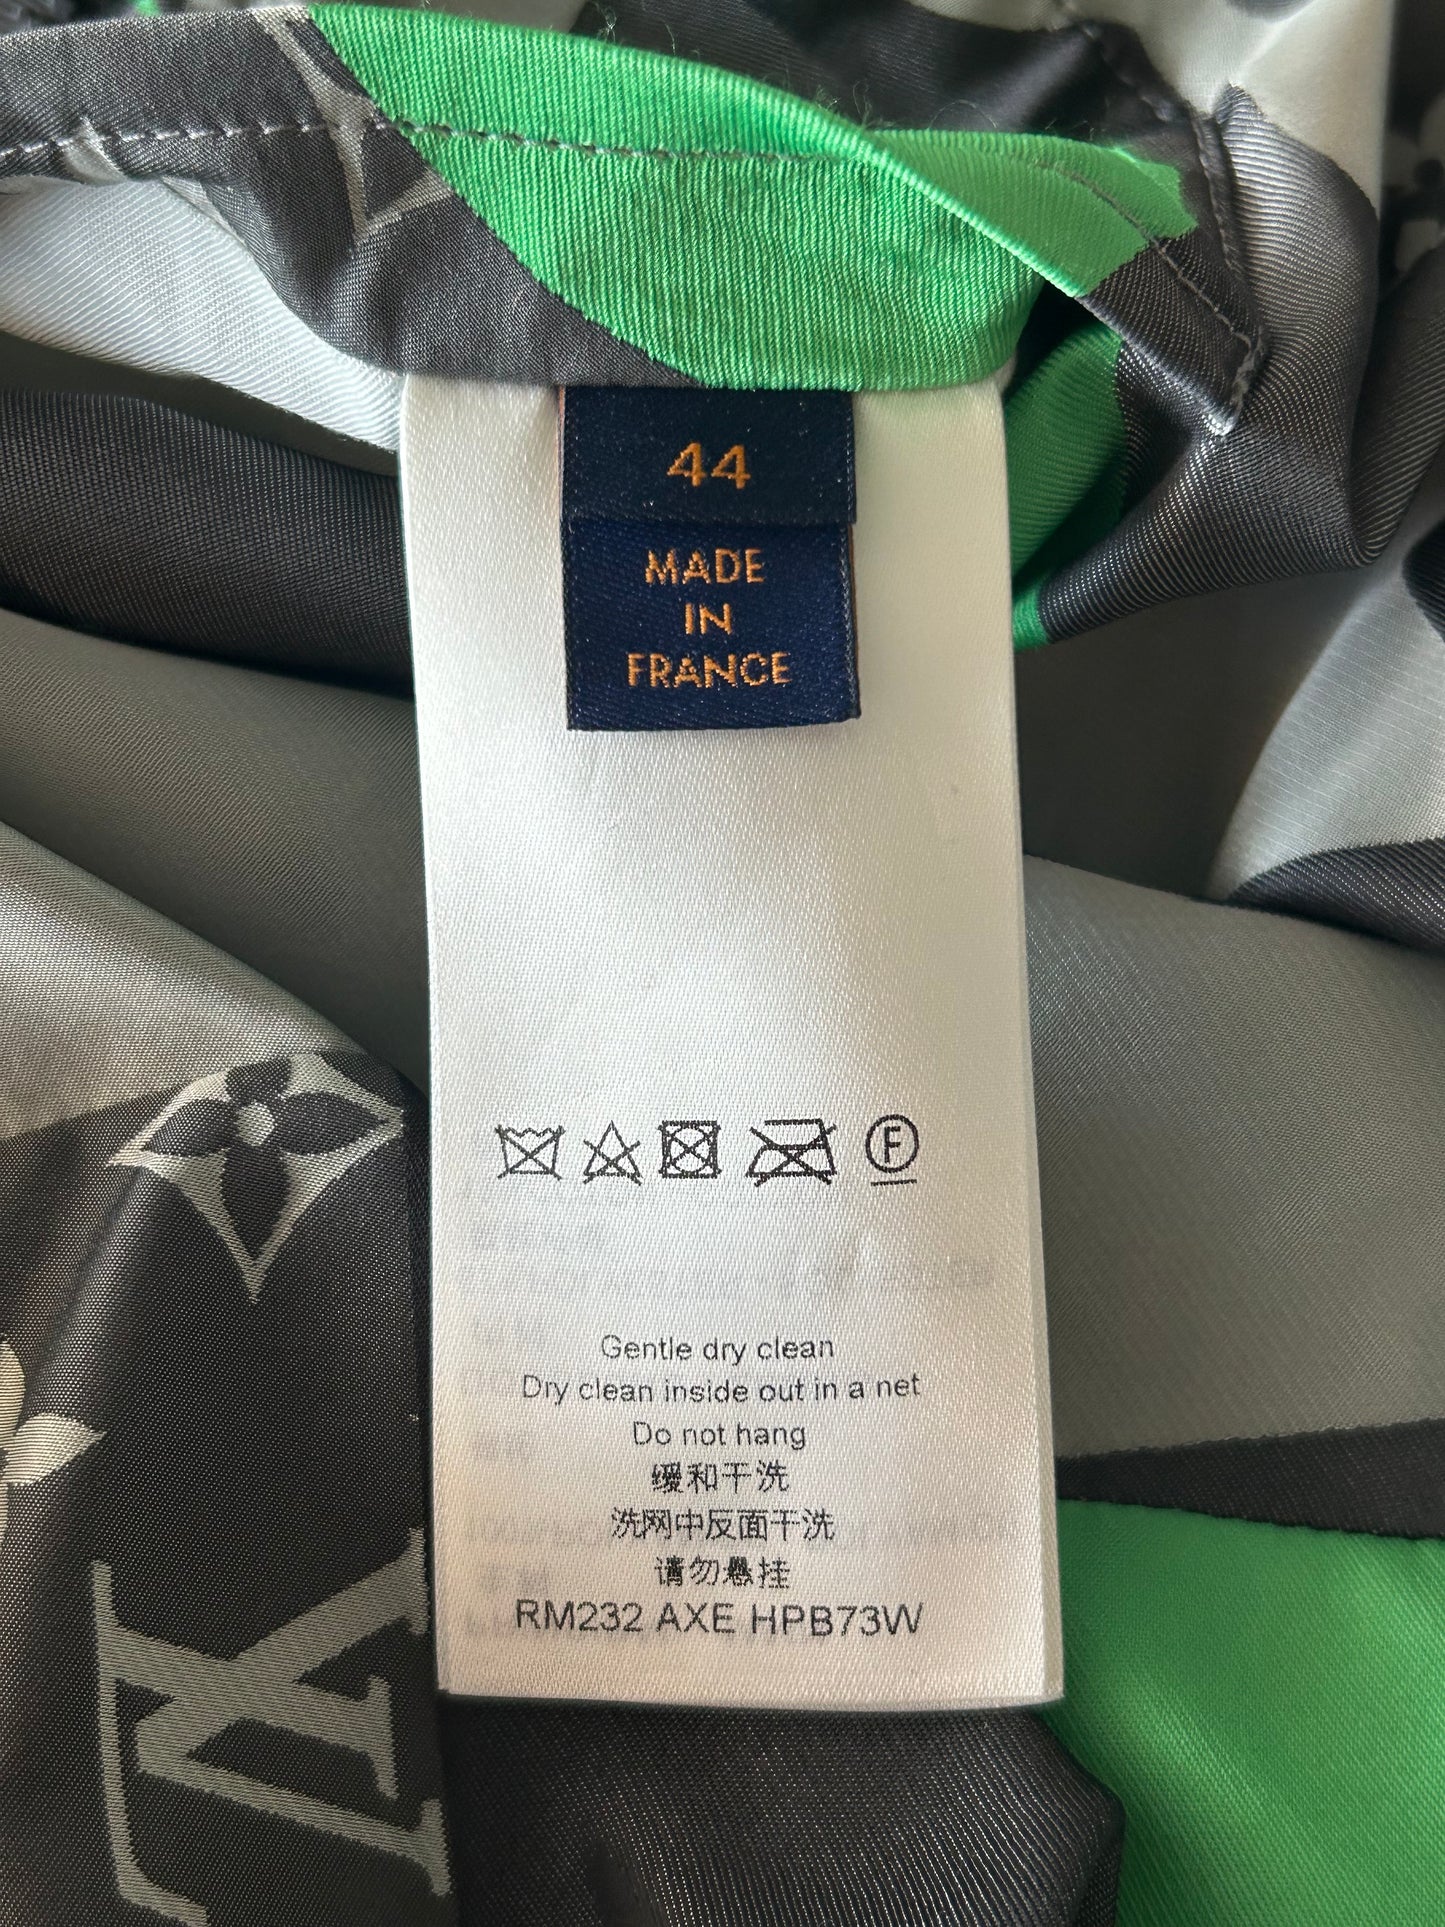 44
MADE
IN
FRANCE
F
Gentle dry clean
Dry clean inside out in a net
Do not hang
缓和干洗
洗网中反面干洗
请勿悬挂
RM232 AXE HPB73W
LV